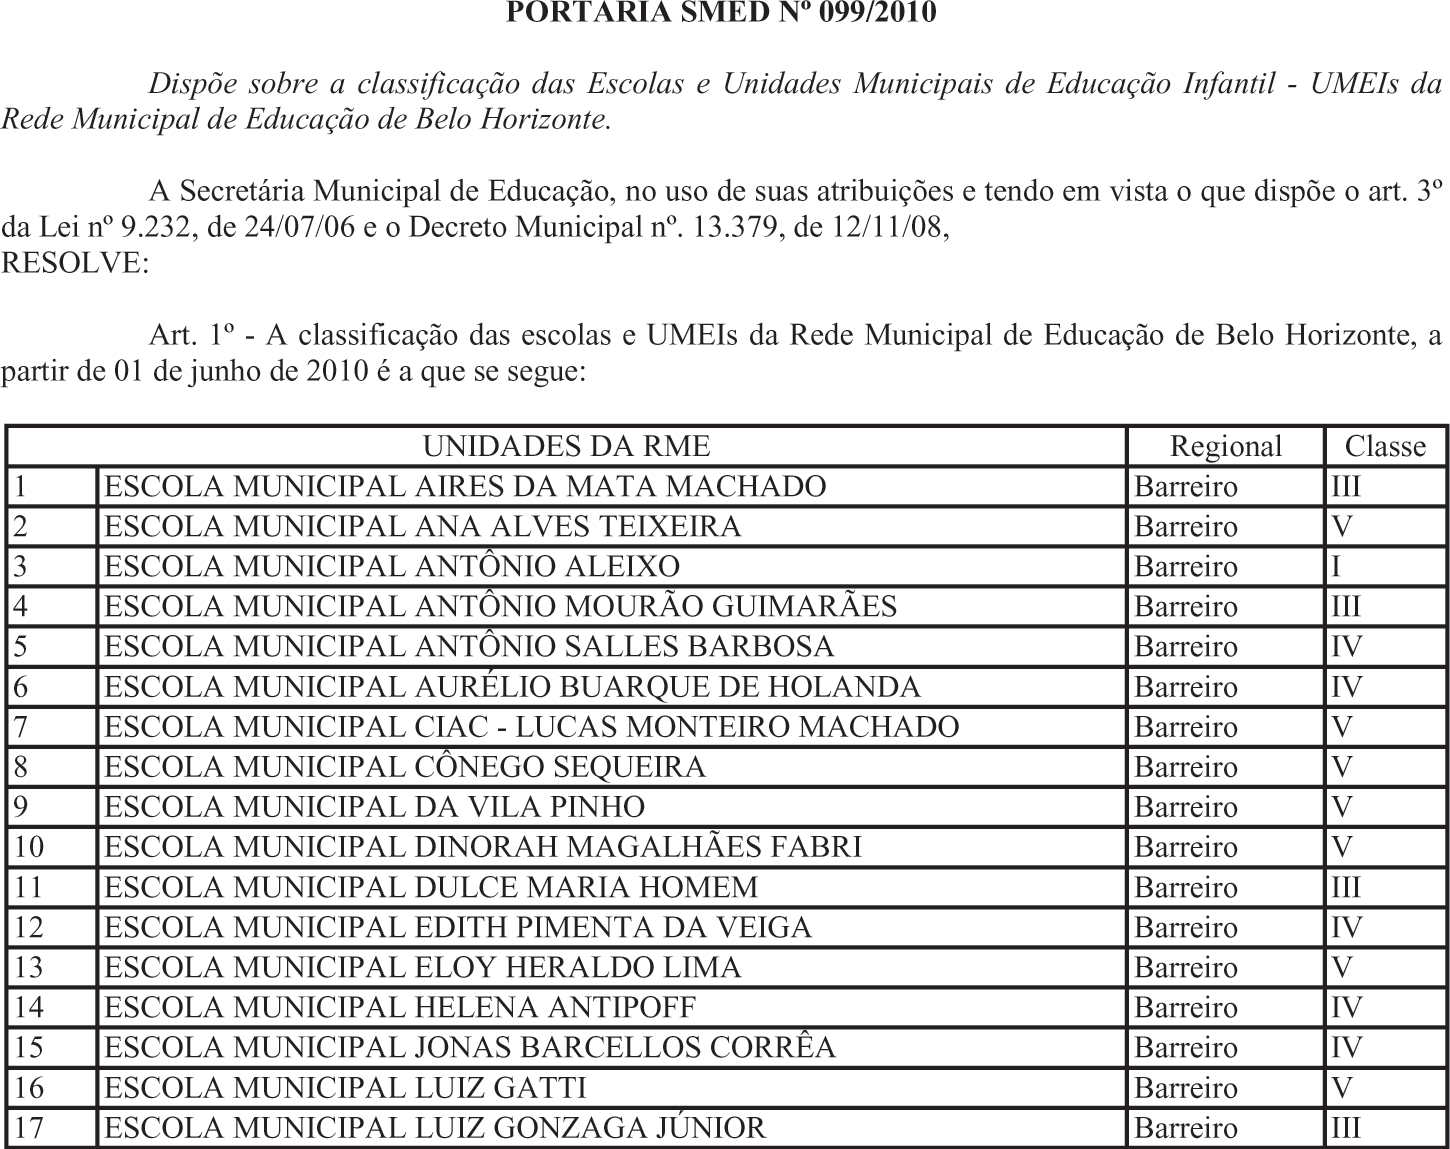 PORTARIA SMED Nº 099/2010
Dispõe sobre a classificação das Escolas e Unidades Municipais de Educação Infantil - UMEIs da
Rede Municipal de Educação de Belo Horizonte.
A Secretária Municipal de Educação, no uso de suas atribuições e tendo em vista o que dispõe o art. 3º
da Lei nº 9.232, de 24/07/06 e o Decreto Municipal nº. 13.379, de 12/11/08,
RESOLVE:
Art. 1º - A classificação das escolas e UMEIs da Rede Municipal de Educação de Belo Horizonte, a
partir de 01 de junho de 2010 é a que se segue:
UNIDADES DA RME Regional Classe
1 ESCOLA MUNICIPAL AIRES DA MATA MACHADO Barreiro III
2 ESCOLA MUNICIPAL ANA ALVES TEIXEIRA Barreiro V
3 ESCOLA MUNICIPAL ANTÔNIO ALEIXO Barreiro I
4 ESCOLA MUNICIPAL ANTÔNIO MOURÃO GUIMARÃES Barreiro III
5 ESCOLA MUNICIPAL ANTÔNIO SALLES BARBOSA Barreiro IV
6 ESCOLA MUNICIPAL AURÉLIO BUARQUE DE HOLANDA Barreiro IV
7 ESCOLA MUNICIPAL CIAC - LUCAS MONTEIRO MACHADO Barreiro V
8 ESCOLA MUNICIPAL CÔNEGO SEQUEIRA Barreiro V
9 ESCOLA MUNICIPAL DA VILA PINHO Barreiro V
10 ESCOLA MUNICIPAL DINORAH MAGALHÃES FABRI Barreiro V
11 ESCOLA MUNICIPAL DULCE MARIA HOMEM Barreiro III
12 ESCOLA MUNICIPAL EDITH PIMENTA DA VEIGA Barreiro IV
13 ESCOLA MUNICIPAL ELOY HERALDO LIMA Barreiro V
14 ESCOLA MUNICIPAL HELENA ANTIPOFF Barreiro IV
15 ESCOLA MUNICIPAL JONAS BARCELLOS CORRÊA Barreiro IV
16 ESCOLA MUNICIPAL LUIZ GATTI Barreiro V
17 ESCOLA MUNICIPAL LUIZ GONZAGA JÚNIOR Barreiro III